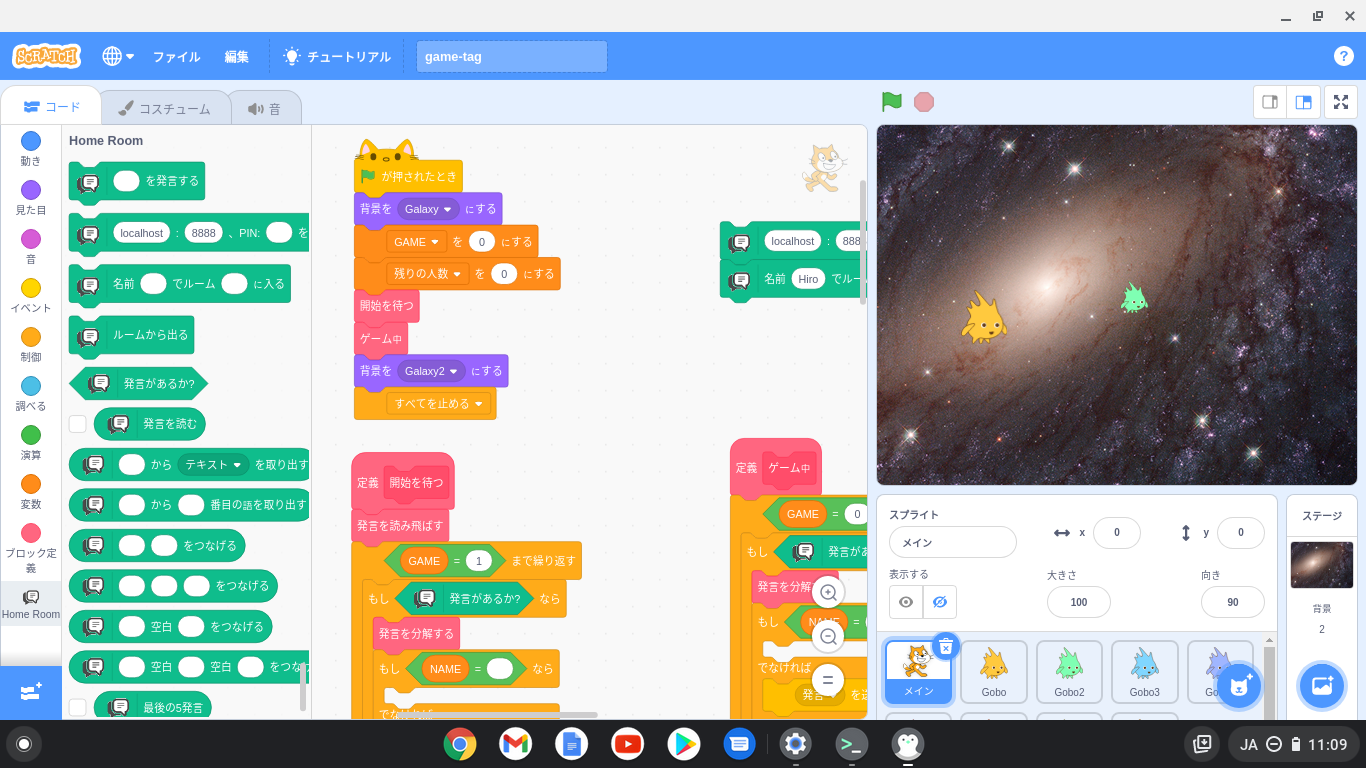 SCRATCH
ファイル
編集
チュートリアル
game-tag
?
コード
コスチューム
音
動き
見た目
音
イベント
制御
調べる
演算
変数
ブロック定
義
Home Room
Home Room
を発言する
localhost : 8888 、PIN: を
名前 でルーム に入る
ルームから出る
発言があるか?
発言を読む
から テキスト を取り出す
から 番目の語を取り出す
をつなげる
をつなげる
空白 をつなげる
空白 空白 をつな
最後の5発言
が押されたとき
背景を Galaxy にする
GAME を 0 にする
残りの人数 を 0 にする
開始を待つ
ゲーム中
背景を Galaxy2 にする
すべてを止める
定義 開始を待つ
発言を読み飛ばす
GAME = 1 まで繰り返す
もし 発言があるか? なら
発言を分解する
もし NAME = なら
でなければ
localhost : 888
名前 Hiro でルー
定義 ゲーム中
GAME = 0
もし 発言があ
発言を分解
もし NAME =
でなければ
発言 を送
スプライト
メイン
x 0
y 0
表示する
大きさ
100
向き
90
メイン
Gobo
Gobo2
Gobo3
Go
ステージ
背景
2
JA
11:09